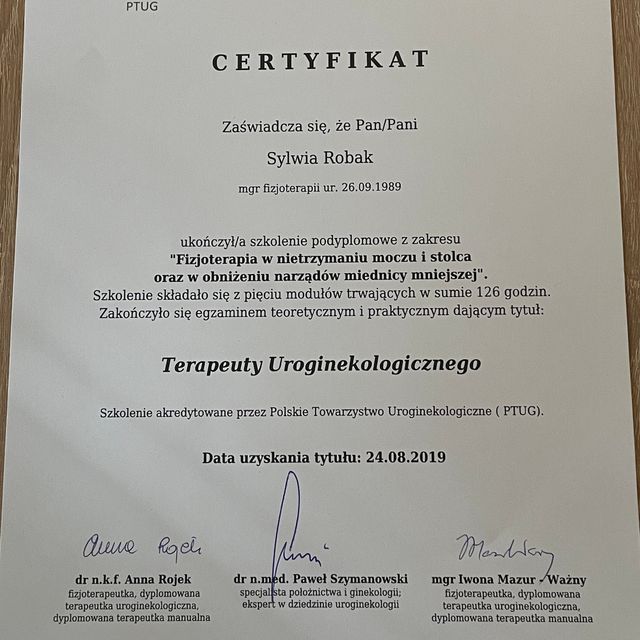 PTUG
CERTYFIKAT
Zaświadcza się, że Pan/Pani
Sylwia Robak
mgr fizjoterapii ur. 26.09.1989
ukończył/a szkolenie podyplomowe z zakresu
"Fizjoterapia w nietrzymaniu moczu i stolca
oraz w obniżeniu narządów miednicy mniejszej".
Szkolenie składało się z pięciu modułów trwających w sumie 126 godzin.
Zakończyło się egzaminem teoretycznym i praktycznym dającym tytuł:
Terapeuty Uroginekologicznego
Szkolenie akredytowane przez Polskie Towarzystwo Uroginekologiczne ( PTUG).
Data uzyskania tytułu: 24.08.2019
Anna Rojek
dr n.k.f. Anna Rojek
fizjoterapeutka, dyplomowana
terapeutka uroginekologiczna,
dyplomowana terapeutka manualna
dr n.med. Paweł Szymanowski
specjalista położnictwa i ginekologii;
ekspert w dziedzinie uroginekologii
mgr Iwona Mazur - Ważny
fizjoterapeutka, dyplomowana
terapeutka uroginekologiczna,
dyplomowana terapeutka manualna